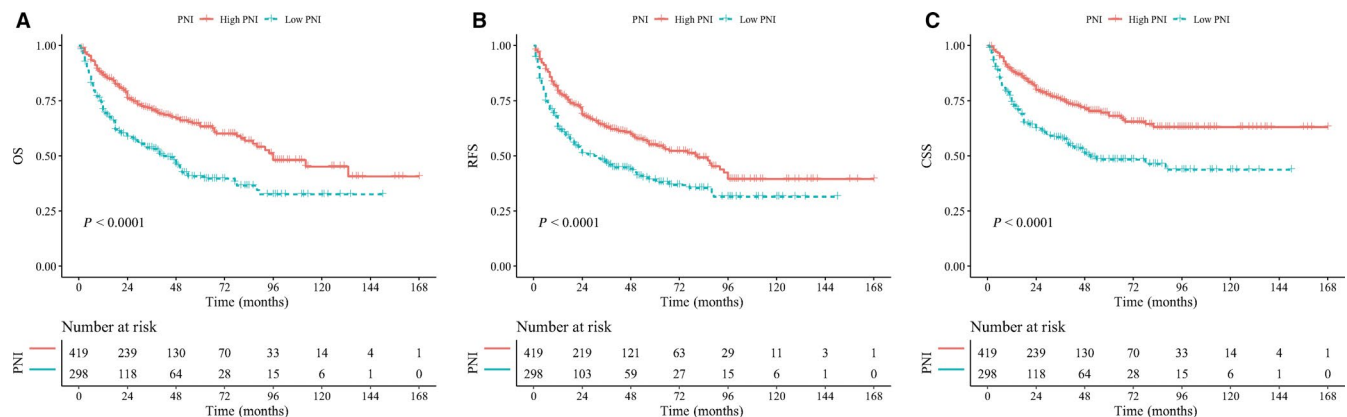 A
PNI High PNI Low PNI
1.00
0.75
0.50
0.25
0.00
OS
P < 0.0001
0 24 48 72 96 120 144 168
Time (months)
Number at risk
PNI
419 239 130 70 33 14 4 1
298 118 64 28 15 6 1 0
0 24 48 72 96 120 144 168
Time (months)
B
PNI High PNI Low PNI
1.00
0.75
0.50
0.25
0.00
RFS
P < 0.0001
0 24 48 72 96 120 144 168
Time (months)
Number at risk
PNI
419 219 121 63 29 11 3 1
298 103 59 27 15 6 1 0
0 24 48 72 96 120 144 168
Time (months)
C
PNI High PNI Low PNI
1.00
0.75
0.50
0.25
0.00
CSS
P < 0.0001
0 24 48 72 96 120 144 168
Time (months)
Number at risk
PNI
419 239 130 70 33 14 4 1
298 118 64 28 15 6 1 0
0 24 48 72 96 120 144 168
Time (months)